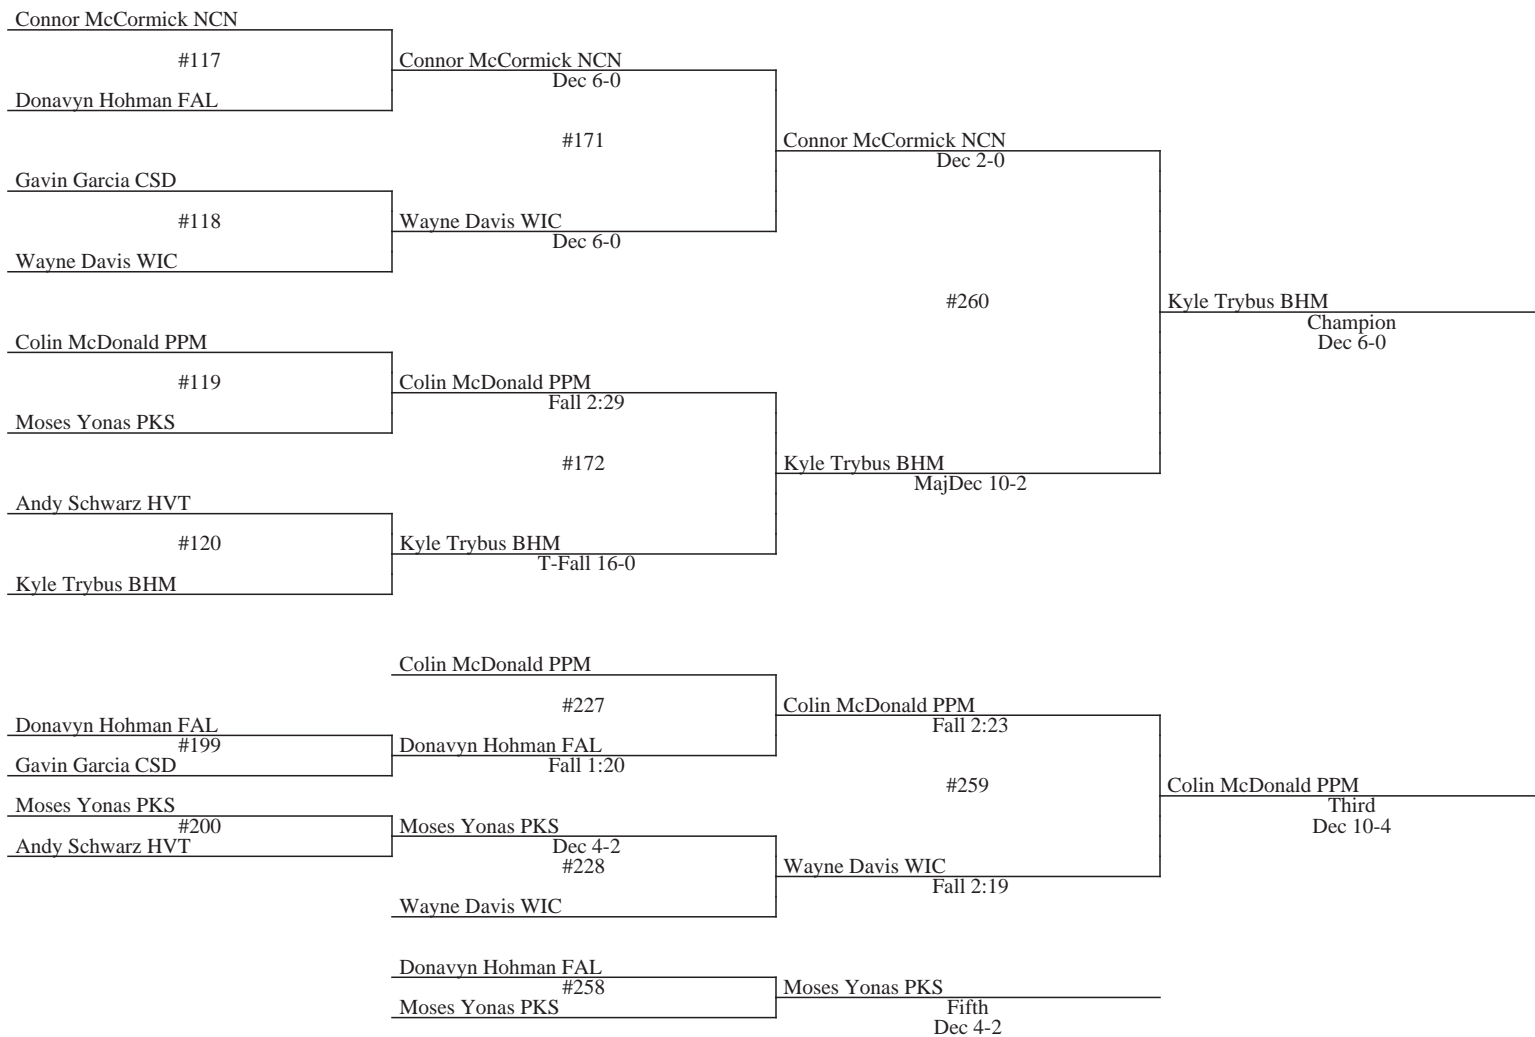 Connor McCormick NCN
#117
Connor McCormick NCN
Dec 6-0
Donavyn Hohman FAL
#171
Connor McCormick NCN
Dec 2-0
Gavin Garcia CSD
#118
Wayne Davis WIC
Dec 6-0
Wayne Davis WIC
#260
Kyle Trybus BHM
Champion
Dec 6-0
Colin McDonald PPM
#119
Colin McDonald PPM
Fall 2:29
Moses Yonas PKS
#172
Kyle Trybus BHM
MajDec 10-2
Andy Schwarz HVT
#120
Kyle Trybus BHM
T-Fall 16-0
Kyle Trybus BHM
Colin McDonald PPM
#227
Colin McDonald PPM
Fall 2:23
Donavyn Hohman FAL
#199
Donavyn Hohman FAL
Fall 1:20
Gavin Garcia CSD
#259
Colin McDonald PPM
Third
Dec 10-4
Moses Yonas PKS
#200
Moses Yonas PKS
Dec 4-2
Andy Schwarz HVT
#228
Wayne Davis WIC
Fall 2:19
Wayne Davis WIC
Donavyn Hohman FAL
#258
Moses Yonas PKS
Fifth
Dec 4-2
Moses Yonas PKS